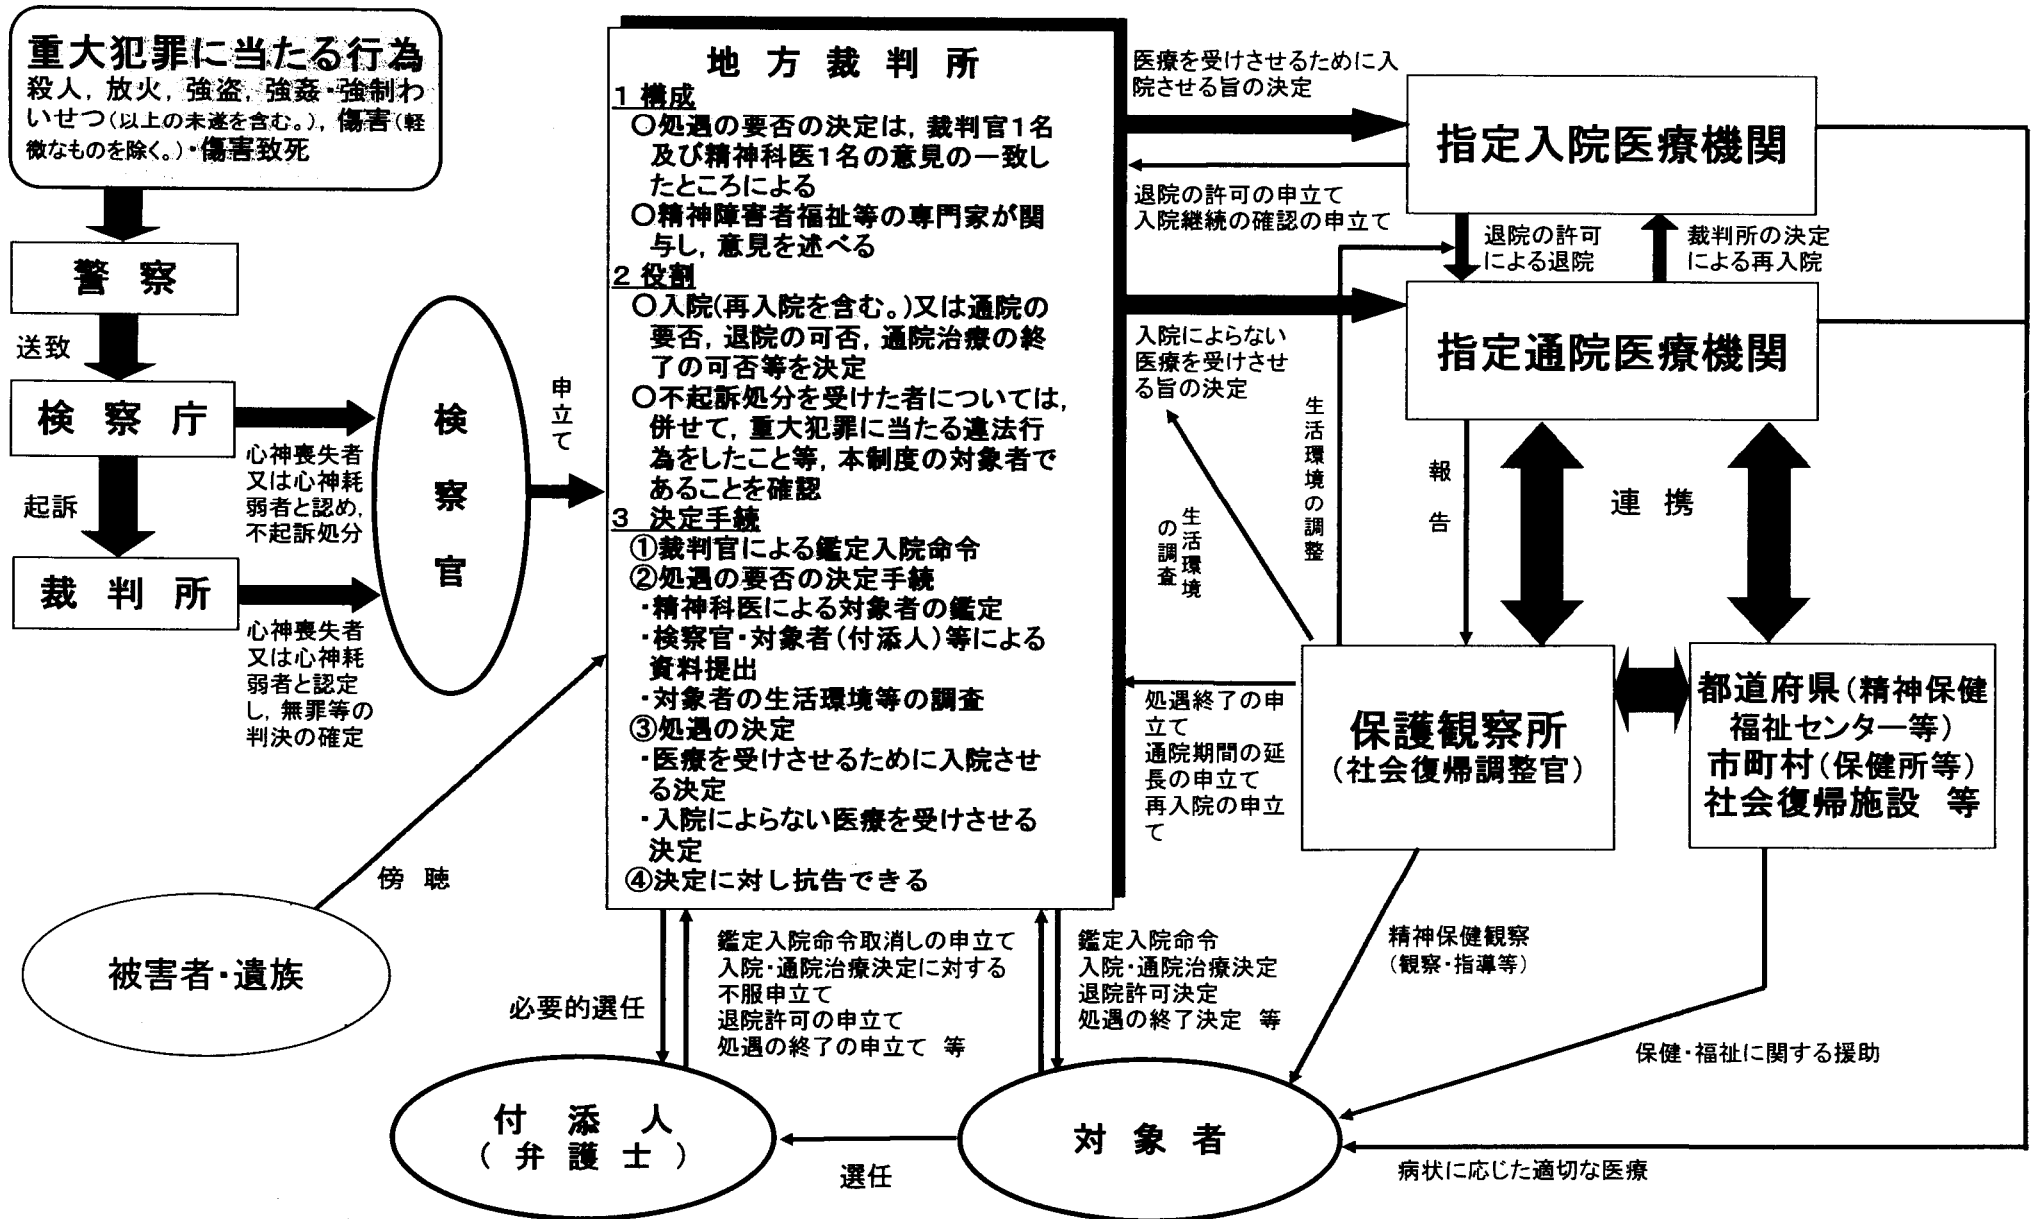 重大犯罪に当たる行為
殺人，放火，強盗，強姦・強制わ
いせつ（以上の未遂を含む。），傷害（軽
微なものを除く。）・傷害致死
警察
送致
検察庁
起訴
裁判所
心神喪失者
又は心神耗
弱者と認め，
不起訴処分
心神喪失者
又は心神耗
弱者と認定
し，無罪等の
判決の確定
検察官
申立て
被害者・遺族
傍聴
地方裁判所
1 構成
○処遇の要否の決定は，裁判官1名
及び精神科医1名の意見の一致し
たところによる
○精神障害者福祉等の専門家が関
与し，意見を述べる
2 役割
○入院（再入院を含む。）又は通院の
要否，退院の可否，通院治療の終
了の可否等を決定
○不起訴処分を受けた者については，
併せて，重大犯罪に当たる違法行
為をしたこと等，本制度の対象者で
あることを確認
3 決定手続
①裁判官による鑑定入院命令
②処遇の要否の決定手続
・精神科医による対象者の鑑定
・検察官・対象者（付添人）等による
資料提出
・対象者の生活環境等の調査
③処遇の決定
・医療を受けさせるために入院させ
る決定
・入院によらない医療を受けさせる
決定
④決定に対し抗告できる
医療を受けさせるために入
院させる旨の決定
退院の許可の申立て
入院継続の確認の申立て
指定入院医療機関
退院の許可
による退院
裁判所の決定
による再入院
入院によらない
医療を受けさせ
る旨の決定
指定通院医療機関
生活環境の調整
生活環境
の調査
報告
連携
処遇終了の申
立て
通院期間の延
長の申立て
再入院の申立
て
保護観察所
（社会復帰調整官）
都道府県（精神保健
福祉センター等）
市町村（保健所等）
社会復帰施設 等
精神保健観察
（観察・指導等）
保健・福祉に関する援助
必要的選任
鑑定入院命令取消しの申立て
入院・通院治療決定に対する
不服申立て
退院許可の申立て
処遇の終了の申立て 等
鑑定入院命令
入院・通院治療決定
退院許可決定
処遇の終了決定 等
付添人
（弁護士）
選任
対象者
病状に応じた適切な医療